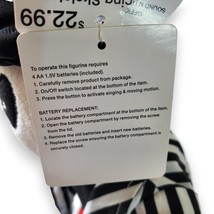 $22.99
SOUND
To operate this figurine requires
4 AA 1.5V batteries (included).
1. Carefully remove product from package.
2. On/Off switch located at the bottom of the item.
3. Press the button to activate singing & moving motion.
BATTERY REPLACEMENT:
1. Locate the battery compartment at the bottom of the item.
2. Open the battery compartment by removing the screw
from the lid.
3. Remove the old batteries and insert new batteries.
4. Replace the screw ensuring the battery compartment is
securely closed.